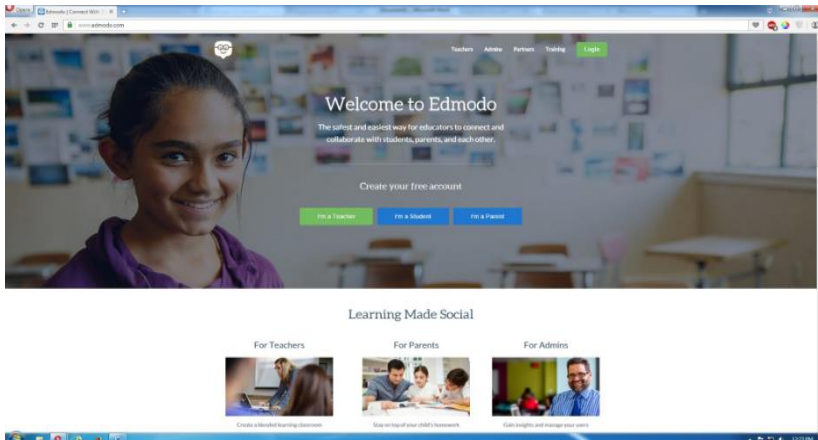 Opera
Edmodo | Connect With
www.edmodo.com
Teachers Admins Partners Training Login
Welcome to Edmodo
The safest and easiest way for educators to connect and
collaborate with students, parents, and each other.
Create your free account
I'm a Teacher I'm a Student I'm a Parent
Learning Made Social
For Teachers For Parents For Admins
Create a blended learning classroom Stay on top of your child's homework Gain insights and manage your users